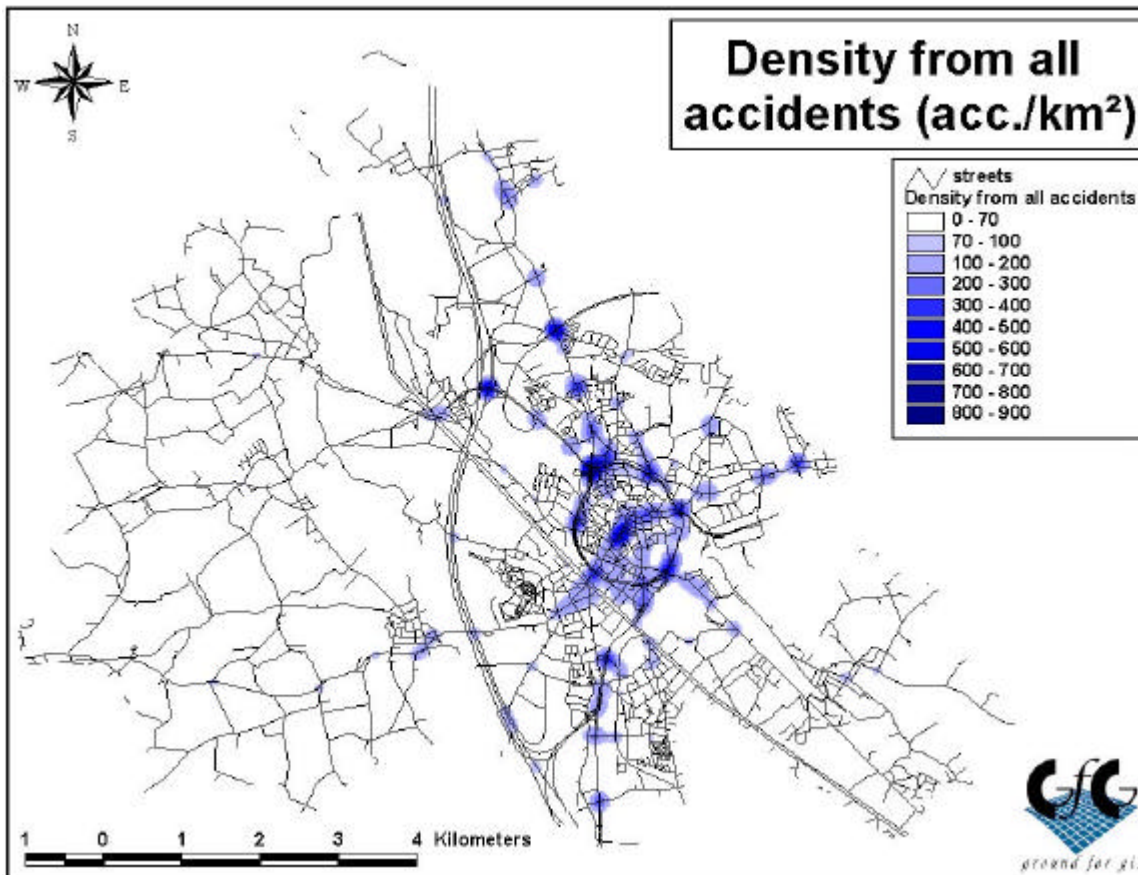 N
W E
S
Density from all
accidents (acc./km²)
streets
Density from all accidents
0 - 70
70 - 100
100 - 200
200 - 300
300 - 400
400 - 500
500 - 600
600 - 700
700 - 800
800 - 900
1 0 1 2 3 4 Kilometers
GfG
ground for gi